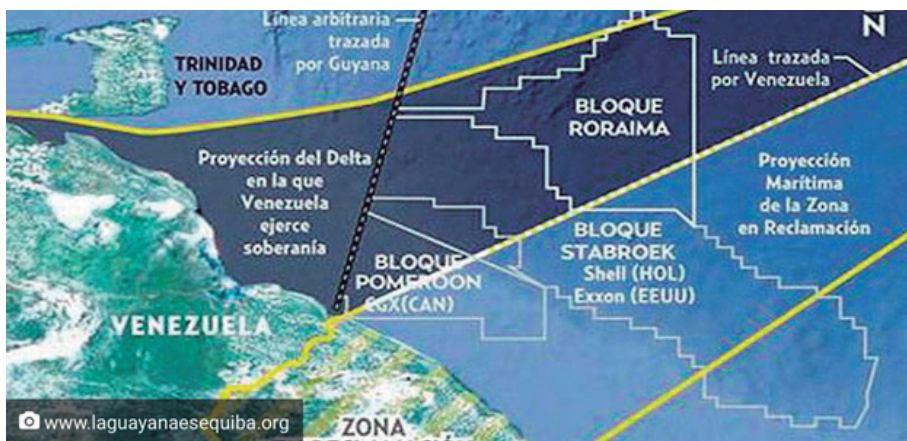 Línea arbitraria
trazada
por Guyana
N
TRINIDAD
Y TOBAGO
Línea trazada
por Venezuela
BLOQUE
RORAIMA
Proyección del Delta
en la que
Venezuela
ejerce
soberanía
Proyección
Marítima
de la Zona
en Reclamación
BLOQUE
STABROEK
Shell (HOL)
Exxon (EEUU)
BLOQUE
POMEROON
CGX(CAN)
VENEZUELA
ZONA
www.laguayanaesequiba.org